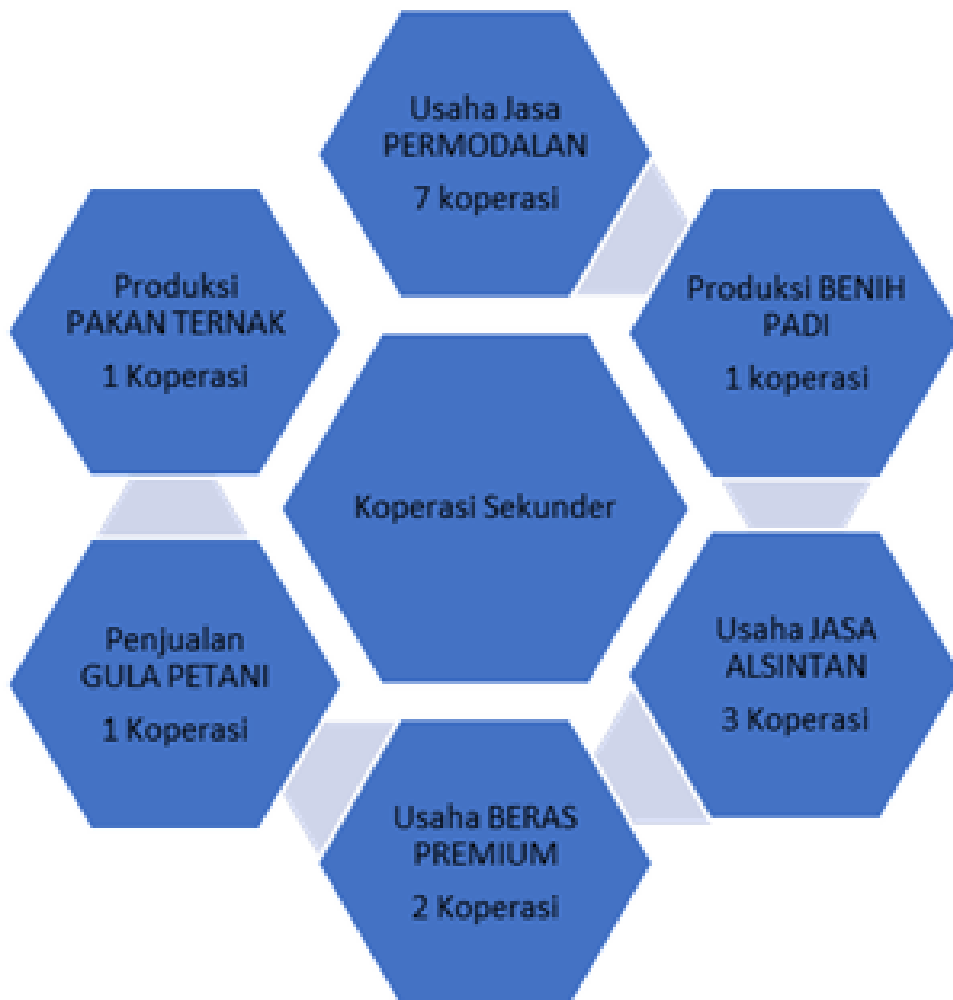 Usaha Jasa
PERMODALAN
7 koperasi
Produksi BENIH
PADI
1 koperasi
Usaha JASA
ALSINTAN
3 Koperasi
Usaha BERAS
PREMIUM
2 Koperasi
Penjualan
GULA PETANI
1 Koperasi
Produksi
PAKAN TERNAK
1 Koperasi
Koperasi Sekunder